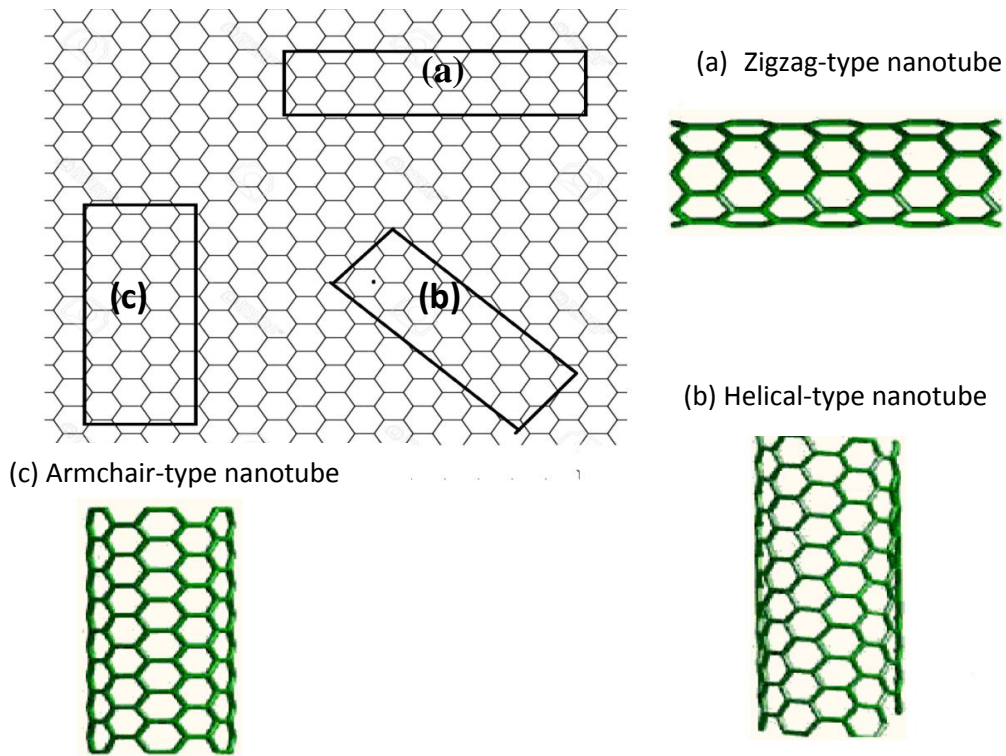 (a)
(a) Zigzag-type nanotube
(c)
(b)
(b) Helical-type nanotube
(c) Armchair-type nanotube